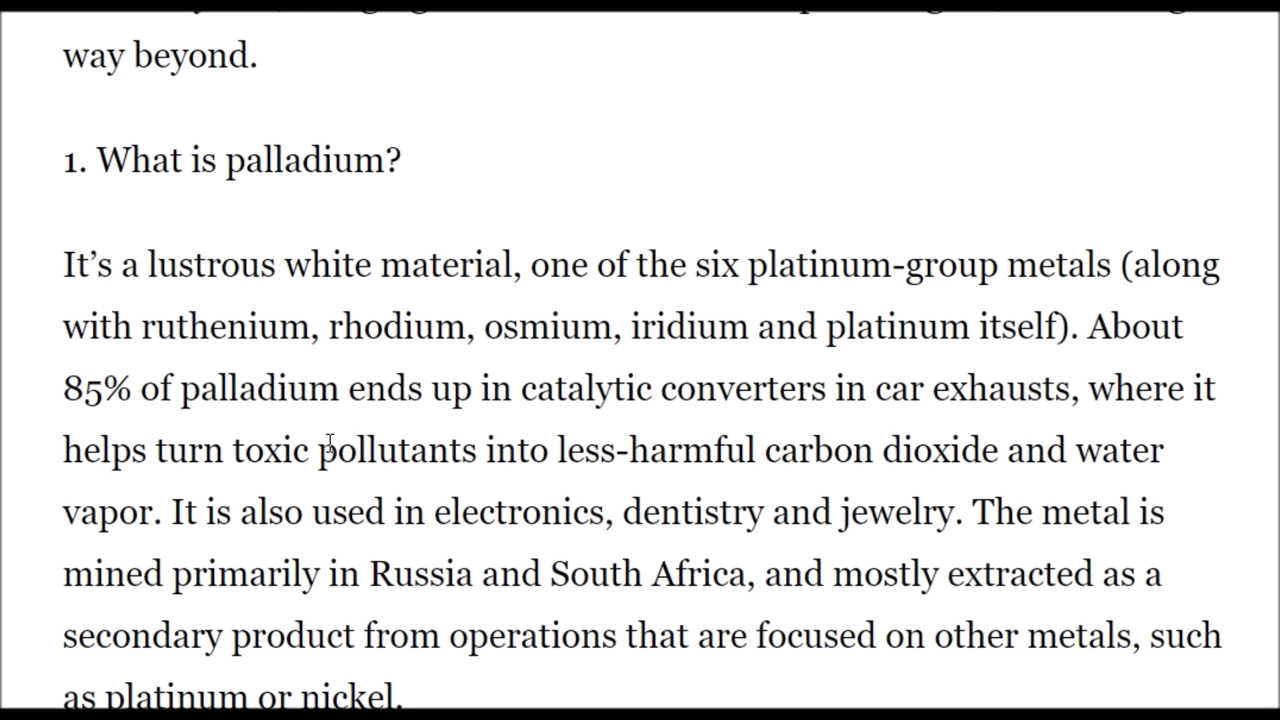 way beyond.
1. What is palladium?
It’s a lustrous white material, one of the six platinum-group metals (along
with ruthenium, rhodium, osmium, iridium and platinum itself). About
85% of palladium ends up in catalytic converters in car exhausts, where it
helps turn toxic pollutants into less-harmful carbon dioxide and water
vapor. It is also used in electronics, dentistry and jewelry. The metal is
mined primarily in Russia and South Africa, and mostly extracted as a
secondary product from operations that are focused on other metals, such
as platinum or nickel.